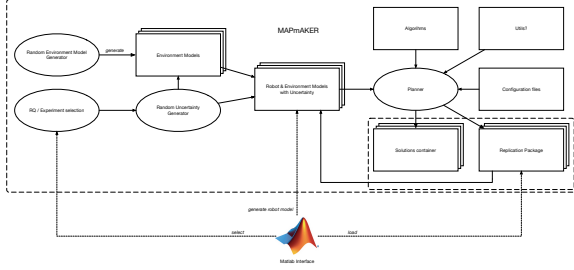 MAPmAKER
Algorithms
Utils?
Random Environment Model
Generator
generate
Environment Models
Robot & Environment Models
with Uncertainty
Planner
Configuration files
RQ / Experiment selection
Random Uncertainty
Generator
Solutions container
Replication Package
generate robot model
select
load
Matlab Interface